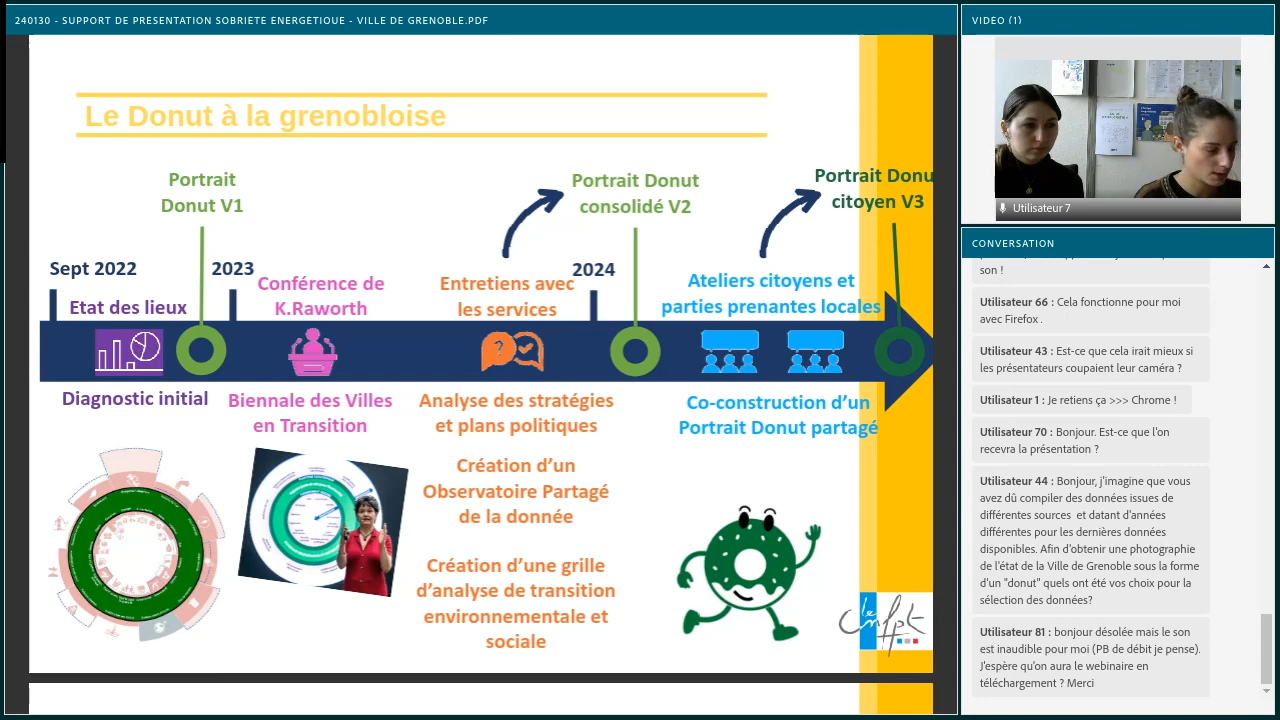 240130 - SUPPORT DE PRÉSENTATION SOBRIÉTÉ ÉNERGÉTIQUE - VILLE DE GRENOBLE.PDF
Le Donut à la grenobloise
Portrait
Donut V1
Portrait Donut
consolidé V2
Portrait Donu
citoyen V3
Sept 2022
2023
2024
Etat des lieux
Conférence de
K.Raworth
Entretiens avec
les services
Ateliers citoyens et
parties prenantes locales
?
Diagnostic initial
Biennale des Villes
en Transition
Analyse des stratégies
et plans politiques
Co-construction d'un
Portrait Donut partagé
Création d'un
Observatoire Partagé
de la donnée
Création d'une grille
d'analyse de transition
environnementale et
sociale
le cnfpt
VIDÉO (1)
Utilisateur 7
CONVERSATION
son !
Utilisateur 66 : Cela fonctionne pour moi
avec Firefox .
Utilisateur 43 : Est-ce que cela irait mieux si
les présentateurs coupaient leur caméra ?
Utilisateur 1 : Je retiens ça >>> Chrome !
Utilisateur 70 : Bonjour. Est-ce que l'on
recevra la présentation ?
Utilisateur 44 : Bonjour, j'imagine que vous
avez dû compiler des données issues de
différentes sources et datant d'années
différentes pour les dernières données
disponibles. Afin d'obtenir une photographie
de l'état de la Ville de Grenoble sous la forme
d'un "donut" quels ont été vos choix pour la
sélection des données?
Utilisateur 81 : bonjour désolée mais le son
est inaudible pour moi (PB de débit je pense).
J'espère qu'on aura le webinaire en
téléchargement ? Merci